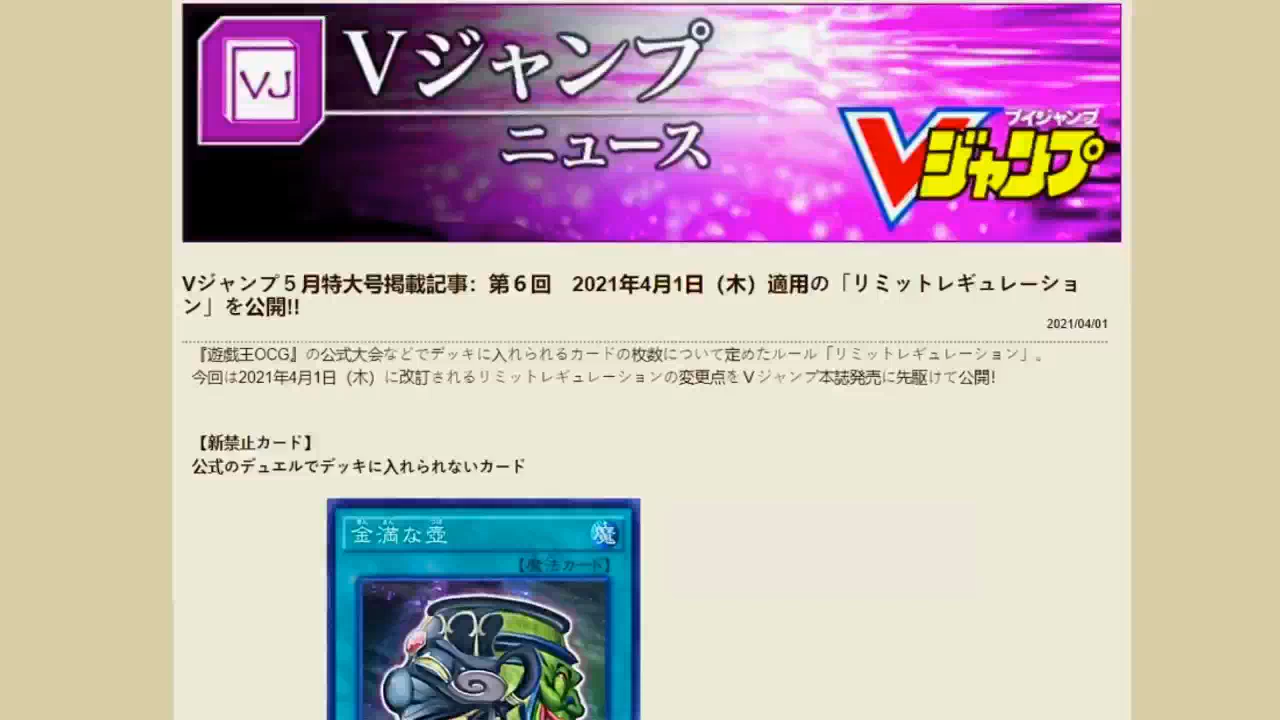 VJ
Vジャンプ
ニュース
ブイジャンプ
Vジャンプ
Vジャンプ５月特大号掲載記事：第６回　2021年4月1日（木）適用の「リミットレギュレーショ
ン」を公開!!
2021/04/01
『遊戯王OCG』の公式大会などでデッキに入れられるカードの枚数について定めたルール「リミットレギュレーション」。
今回は2021年4月1日（木）に改訂されるリミットレギュレーションの変更点をＶジャンプ本誌発売に先駆けて公開！
【新禁止カード】
公式のデュエルでデッキに入れられないカード
金満な壺
魔
【魔法カード】